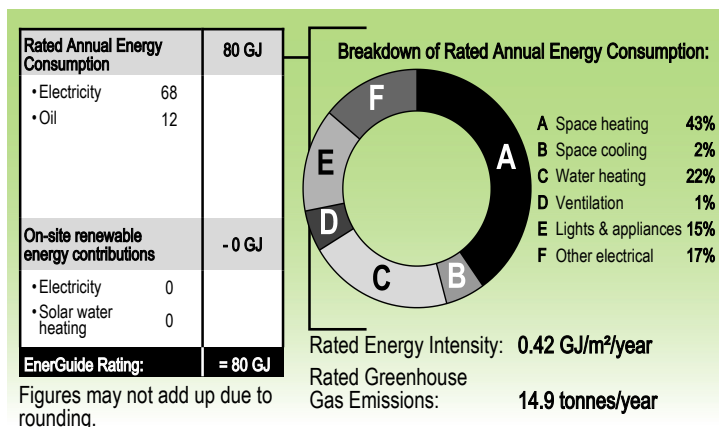 Rated Annual Energy Consumption 80 GJ
• Electricity 68
• Oil 12
On-site renewable energy contributions - 0 GJ
• Electricity 0
• Solar water heating 0
EnerGuide Rating: = 80 GJ
Figures may not add up due to
rounding.
Breakdown of Rated Annual Energy Consumption:
A
B
C
D
E
F
A Space heating 43%
B Space cooling 2%
C Water heating 22%
D Ventilation 1%
E Lights & appliances 15%
F Other electrical 17%
Rated Energy Intensity: 0.42 GJ/m²/year
Rated Greenhouse
Gas Emissions: 14.9 tonnes/year